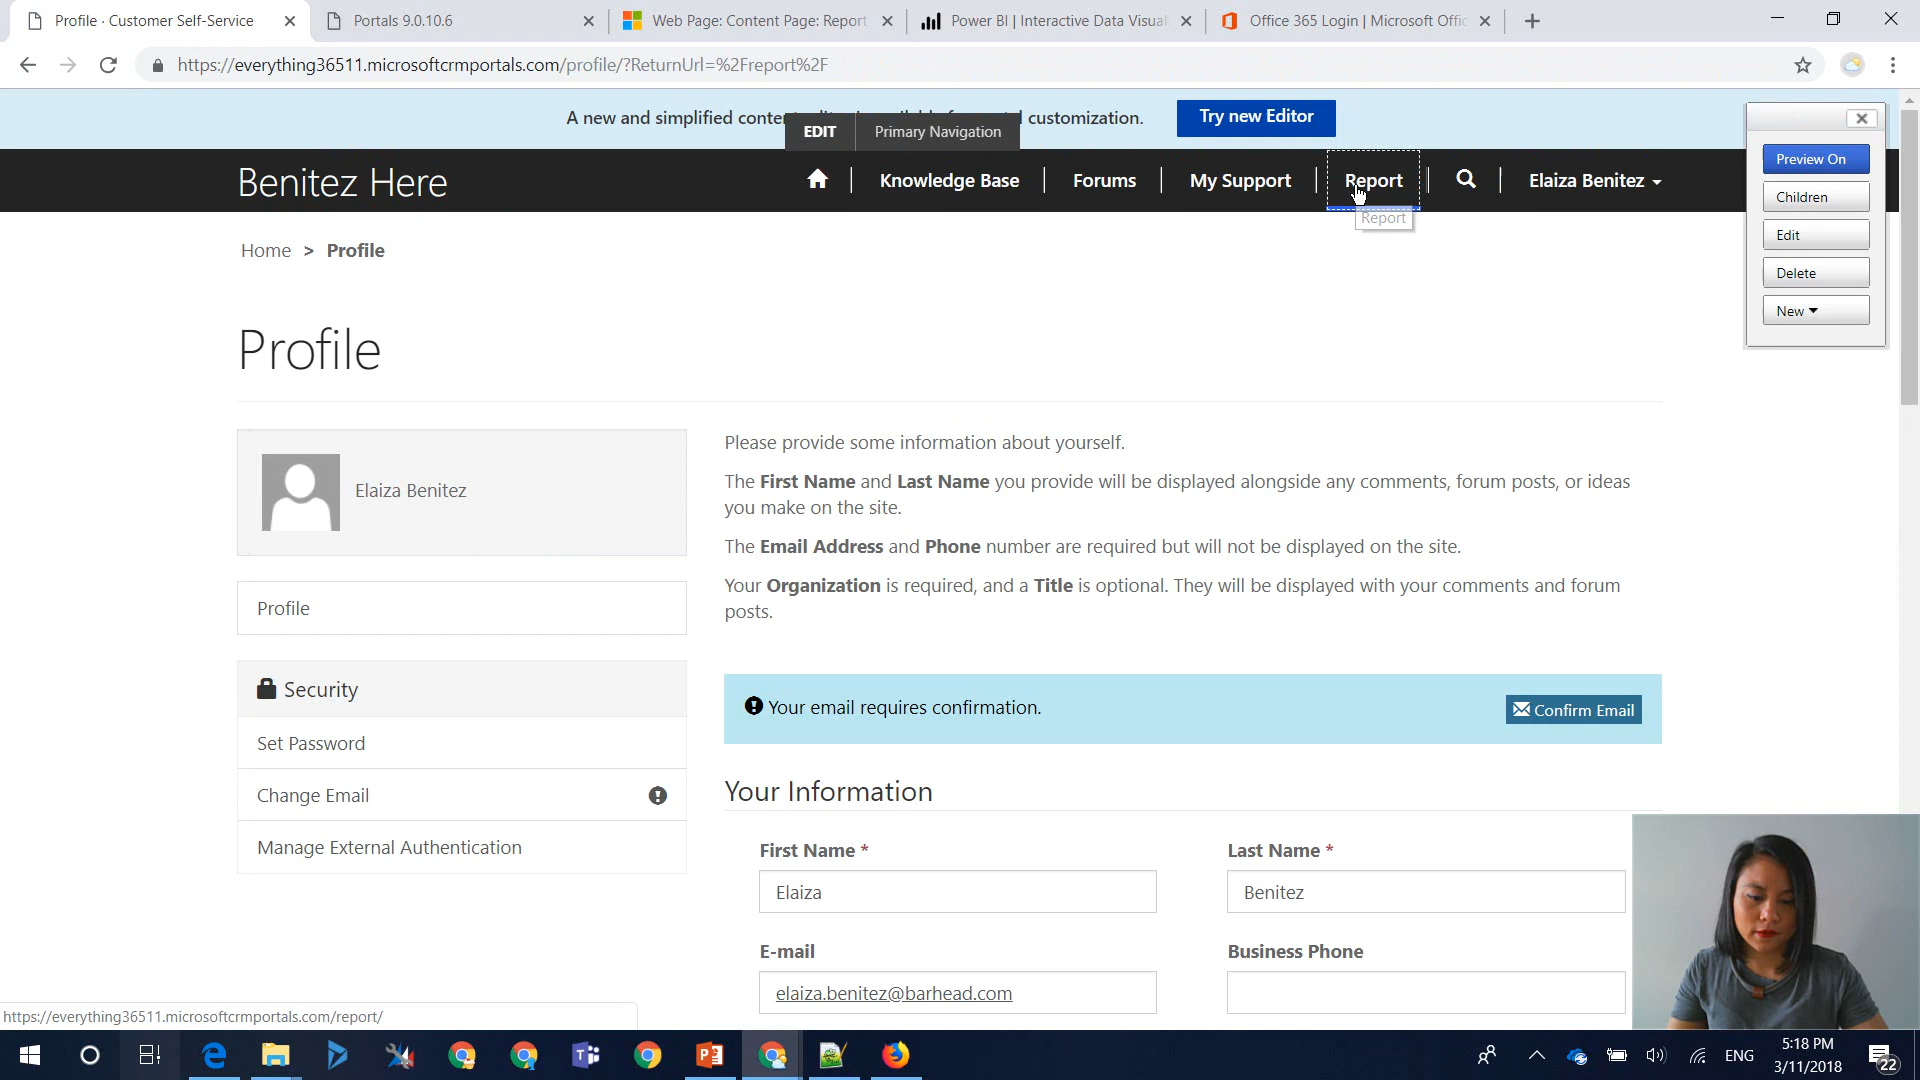 Profile · Customer Self-Service
Portals 9.0.10.6
Web Page: Content Page: Report
Power BI | Interactive Data Visual
Office 365 Login | Microsoft Offic
https://everything36511.microsoftcrmportals.com/profile/?ReturnUrl=%2Freport%2F
A new and simplified customization.
Try new Editor
EDIT Primary Navigation
Benitez Here
Knowledge Base
Forums
My Support
Report
Elaiza Benitez
Report
Preview On
Children
Edit
Delete
New
Home > Profile
Profile
Elaiza Benitez
Profile
Security
Set Password
Change Email
Manage External Authentication
Please provide some information about yourself.
The First Name and Last Name you provide will be displayed alongside any comments, forum posts, or ideas
you make on the site.
The Email Address and Phone number are required but will not be displayed on the site.
Your Organization is required, and a Title is optional. They will be displayed with your comments and forum
posts.
Your email requires confirmation.
Confirm Email
Your Information
First Name *
Last Name *
Elaiza
Benitez
E-mail
Business Phone
elaiza.benitez@barhead.com
https://everything36511.microsoftcrmportals.com/report/
ENG
5:18 PM
3/11/2018
22